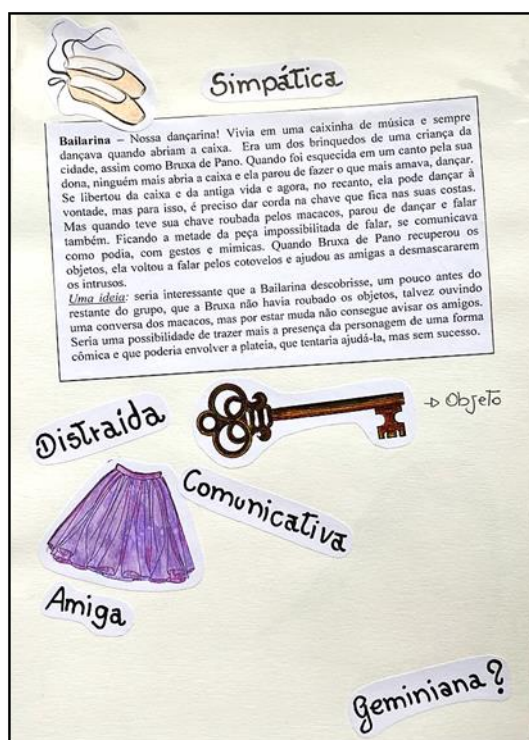 Simpática
Bailarina – Nossa dançarina! Vivia em uma caixinha de música e sempre
dançava quando abriam a caixa. Era um dos brinquedos de uma criança da
cidade, assim como Bruxa de Pano. Quando foi esquecida em um canto pela sua
dona, ninguém mais abria a caixa e ela parou de fazer o que mais amava, dançar.
Se libertou da caixa e da antiga vida e agora, no recanto, ela pode dançar à
vontade, mas para isso, é preciso dar corda na chave que fica nas suas costas.
Mas quando teve sua chave roubada pelos macacos, parou de dançar e falar
também. Ficando a metade da peça impossibilitada de falar, se comunicava
como podia, com gestos e mimicas. Quando Bruxa de Pano recuperou os
objetos, ela voltou a falar pelos cotovelos e ajudou as amigas a desmascararem
os intrusos.
Uma ideia: seria interessante que a Bailarina descobrisse, um pouco antes do
restante do grupo, que a Bruxa não havia roubado os objetos, talvez ouvindo
uma conversa dos macacos, mas por estar muda não consegue avisar os amigos.
Seria uma possibilidade de trazer mais a presença da personagem de uma forma
cômica e que poderia envolver a plateia, que tentaria ajudá-la, mas sem sucesso.
→ Objeto
Distraída
Comunicativa
Amiga
Geminiana?